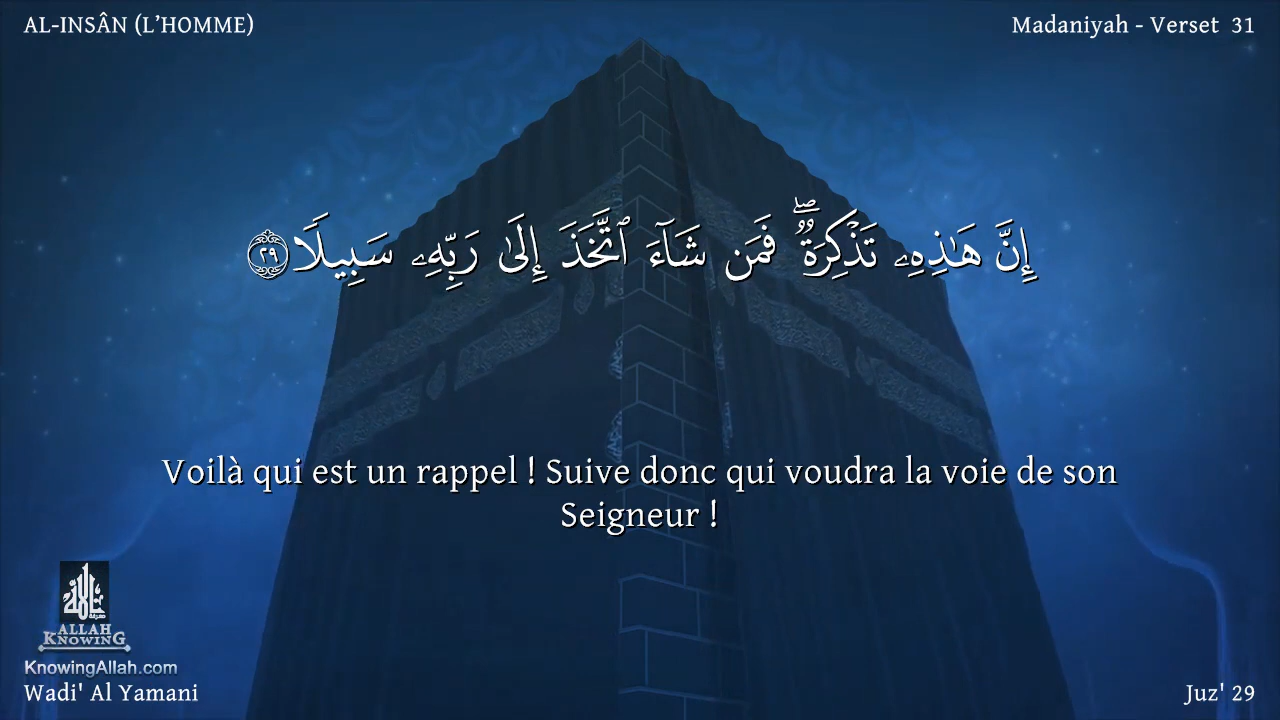 AL-INSÂN (L’HOMME)
Madaniyah - Verset 31
إِنَّ هَـٰذِهِۦ تَذْكِرَةٌۖ فَمَن شَآءَ ٱتَّخَذَ إِلَىٰ رَبِّهِۦ سَبِيلًا ٢٩
Voilà qui est un rappel ! Suive donc qui voudra la voie de son
Seigneur !
ALLAH
KNOWING
KnowingAllah.com
Wadi' Al Yamani
Juz' 29